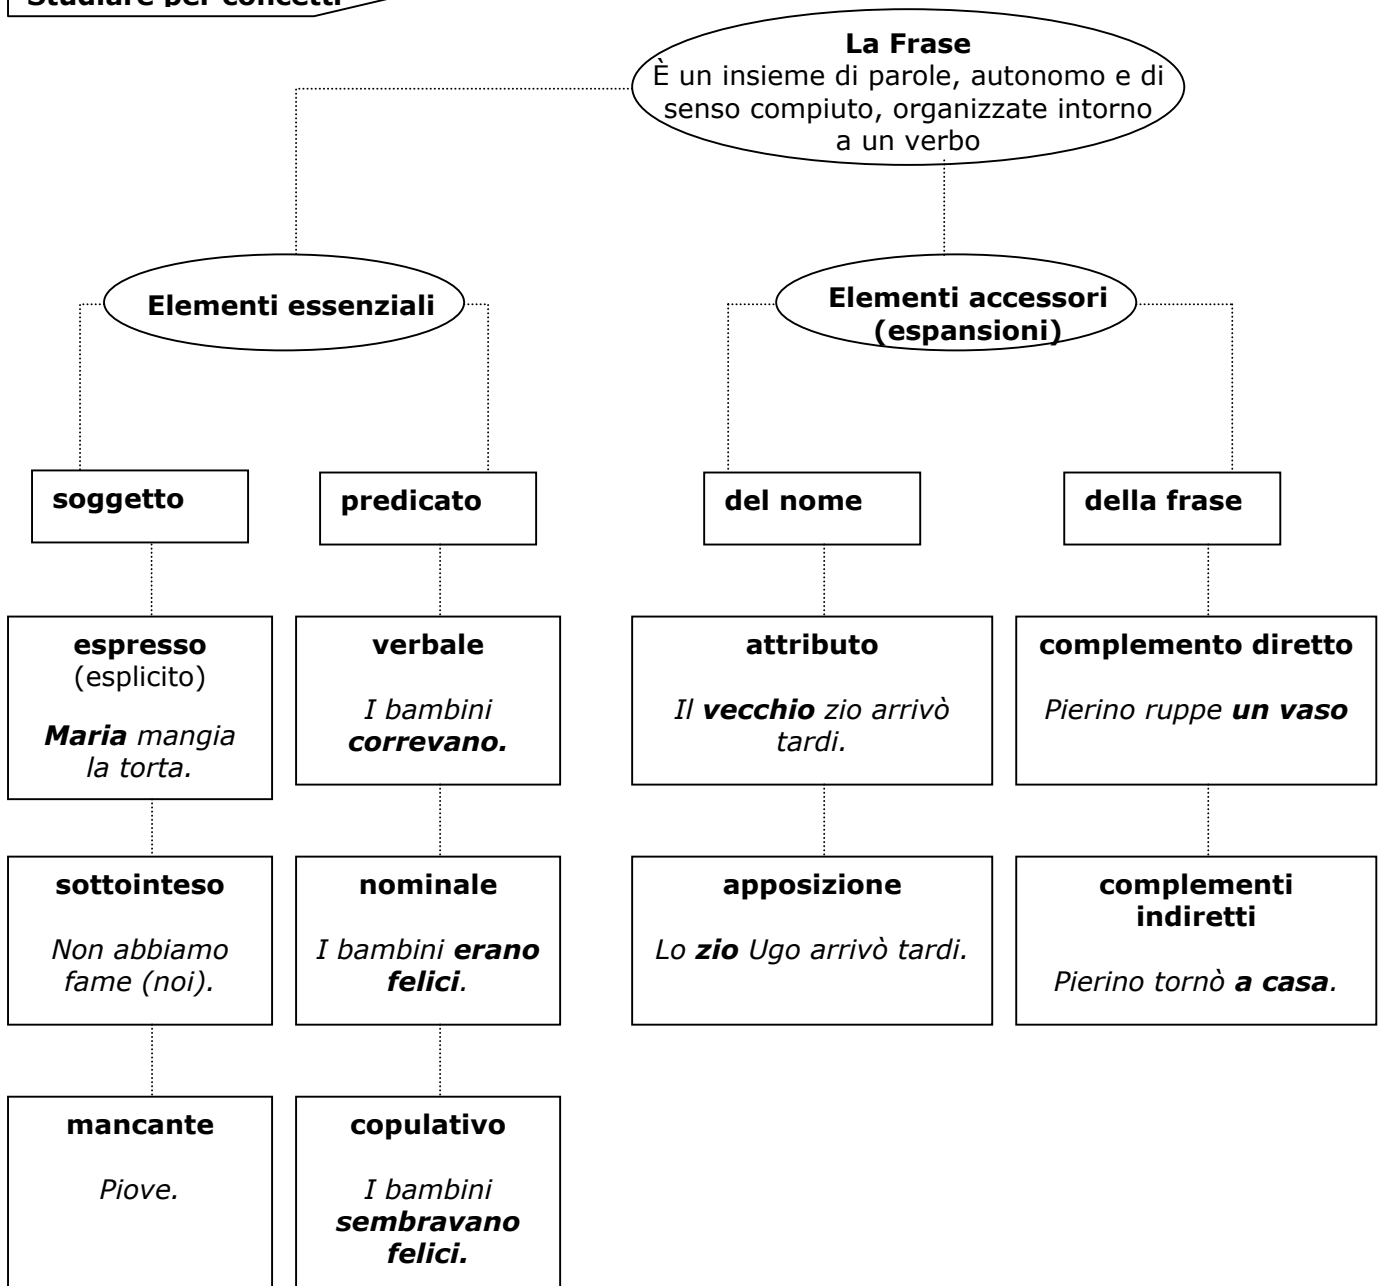 Studiare per concetti
La Frase
È un insieme di parole, autonomo e di
senso compiuto, organizzate intorno
a un verbo
Elementi essenziali
Elementi accessori
(espansioni)
soggetto
predicato
del nome
della frase
espresso
(esplicito)
Maria mangia
la torta.
verbale
I bambini
correvano.
attributo
Il vecchio zio arrivò
tardi.
complemento diretto
Pierino ruppe un vaso
sottointeso
Non abbiamo
fame (noi).
nominale
I bambini erano
felici.
apposizione
Lo zio Ugo arrivò tardi.
complementi
indiretti
Pierino tornò a casa.
mancante
Piove.
copulativo
I bambini
sembravano
felici.